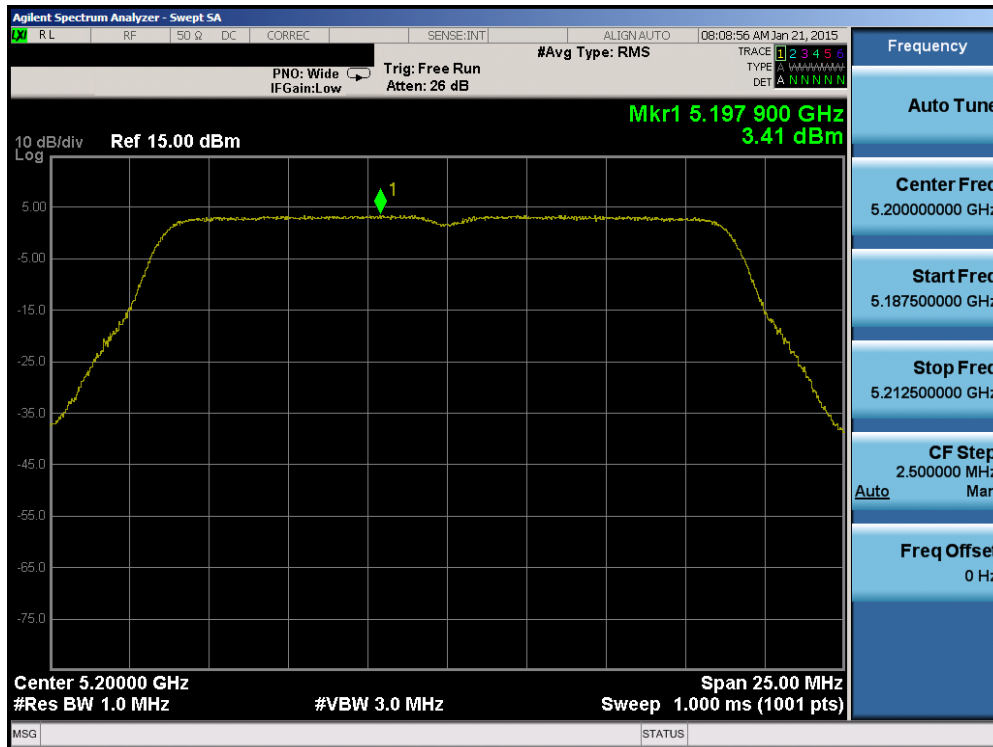 Agilent Spectrum Analyzer - Swept SA
LXI RL RF 50 Ω DC CORREC SENSE:INT ALIGN AUTO 08:08:56 AM Jan 21, 2015
#Avg Type: RMS TRACE 1 2 3 4 5 6
PNO: Wide Trig: Free Run TYPE A WWWWW
IFGain:Low Atten: 26 dB DET A N N N N N
Mkr1 5.197 900 GHz
3.41 dBm
10 dB/div Ref 15.00 dBm
Log
1
5.00
-5.00
-15.0
-25.0
-35.0
-45.0
-55.0
-65.0
-75.0
Center 5.20000 GHz Span 25.00 MHz
#Res BW 1.0 MHz #VBW 3.0 MHz Sweep 1.000 ms (1001 pts)
MSG STATUS
Frequency
Auto Tune
Center Freq
5.200000000 GHz
Start Freq
5.187500000 GHz
Stop Freq
5.212500000 GHz
CF Step
2.500000 MHz
Auto Man
Freq Offset
0 Hz